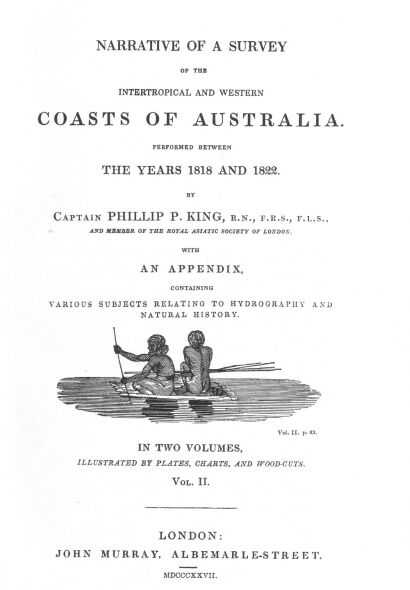 NARRATIVE OF A SURVEY
OF THE
INTERTROPICAL AND WESTERN
COASTS OF AUSTRALIA.
PERFORMED BETWEEN
THE YEARS 1818 AND 1822.
BY
CAPTAIN PHILLIP P. KING, R.N., F.R.S., F.L.S.,
AND MEMBER OF THE ROYAL ASIATIC SOCIETY OF LONDON.
WITH
AN APPENDIX,
CONTAINING
VARIOUS SUBJECTS RELATING TO HYDROGRAPHY AND
NATURAL HISTORY.
Vol. II. p. 69.
IN TWO VOLUMES,
ILLUSTRATED BY PLATES, CHARTS, AND WOOD-CUTS.
VOL. II.
LONDON:
JOHN MURRAY, ALBEMARLE-STREET.
MDCCCXXVII.